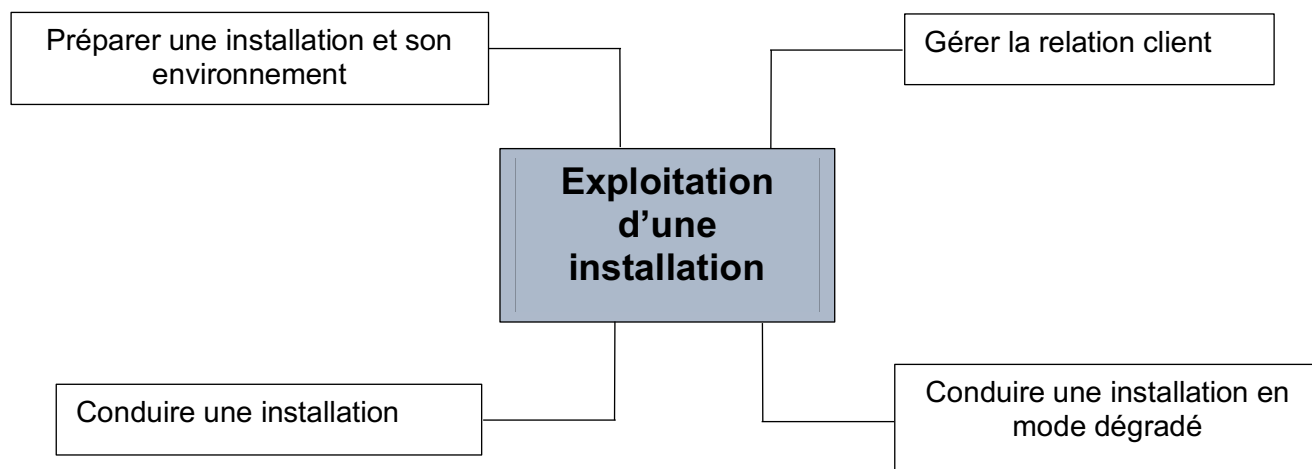 Préparer une installation et son
environnement
Gérer la relation client
Exploitation
d’une
installation
Conduire une installation
Conduire une installation en
mode dégradé